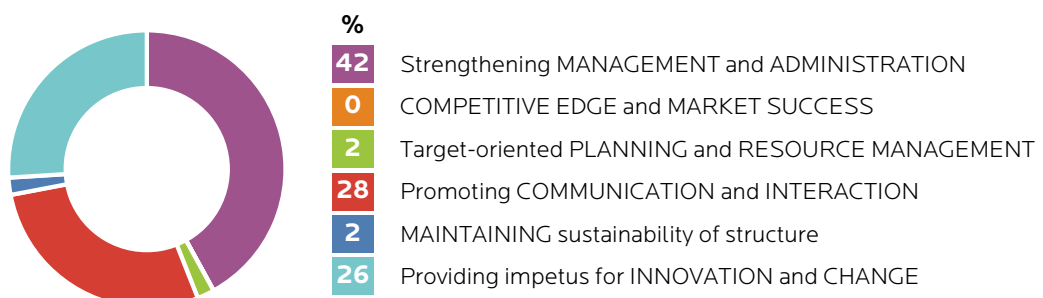 %
42 Strengthening MANAGEMENT and ADMINISTRATION
0 COMPETITIVE EDGE and MARKET SUCCESS
2 Target-oriented PLANNING and RESOURCE MANAGEMENT
28 Promoting COMMUNICATION and INTERACTION
2 MAINTAINING sustainability of structure
26 Providing impetus for INNOVATION and CHANGE